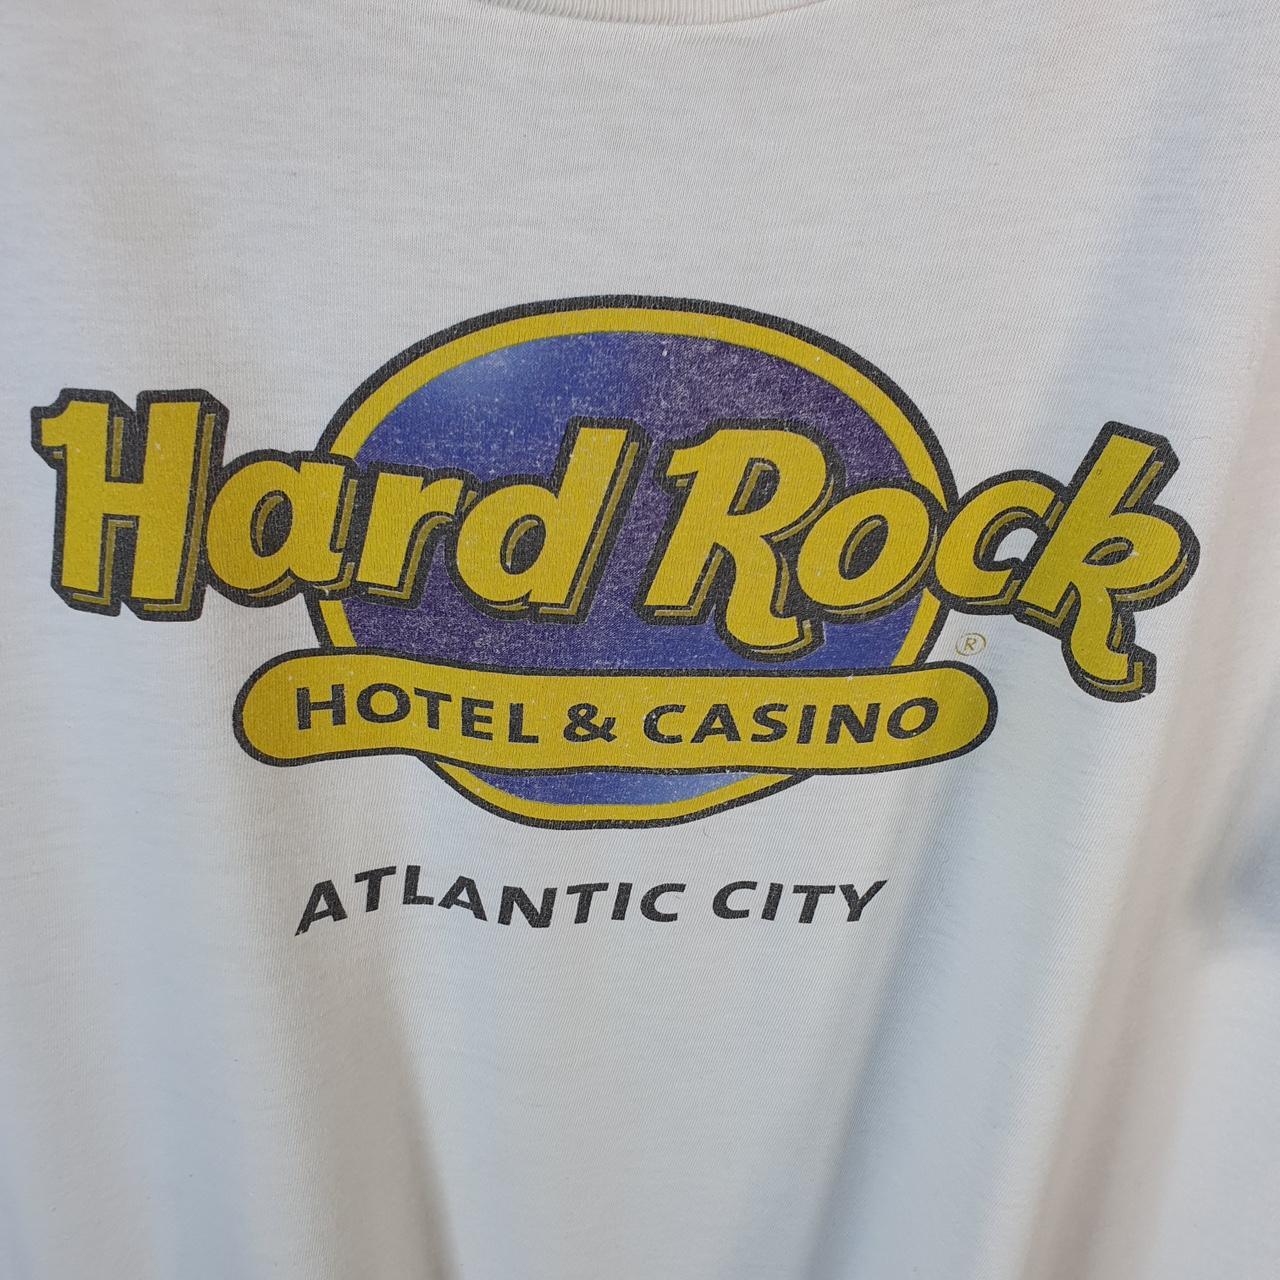 Hard Rock
®
HOTEL & CASINO
ATLANTIC CITY